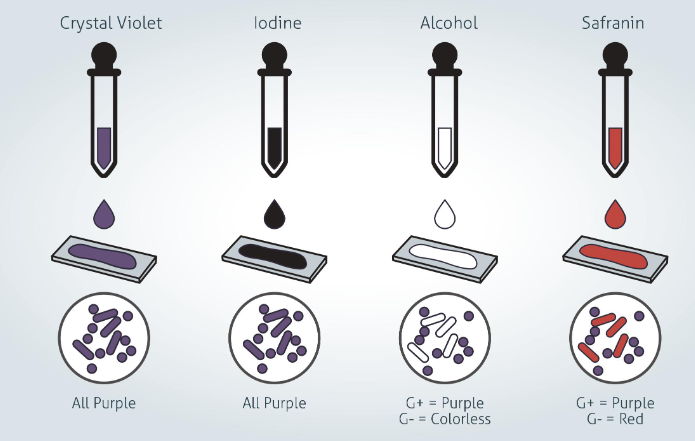 Crystal Violet
Iodine
Alcohol
Safranin
All Purple
All Purple
G+ = Purple
G- = Colorless
G+ = Purple
G- = Red